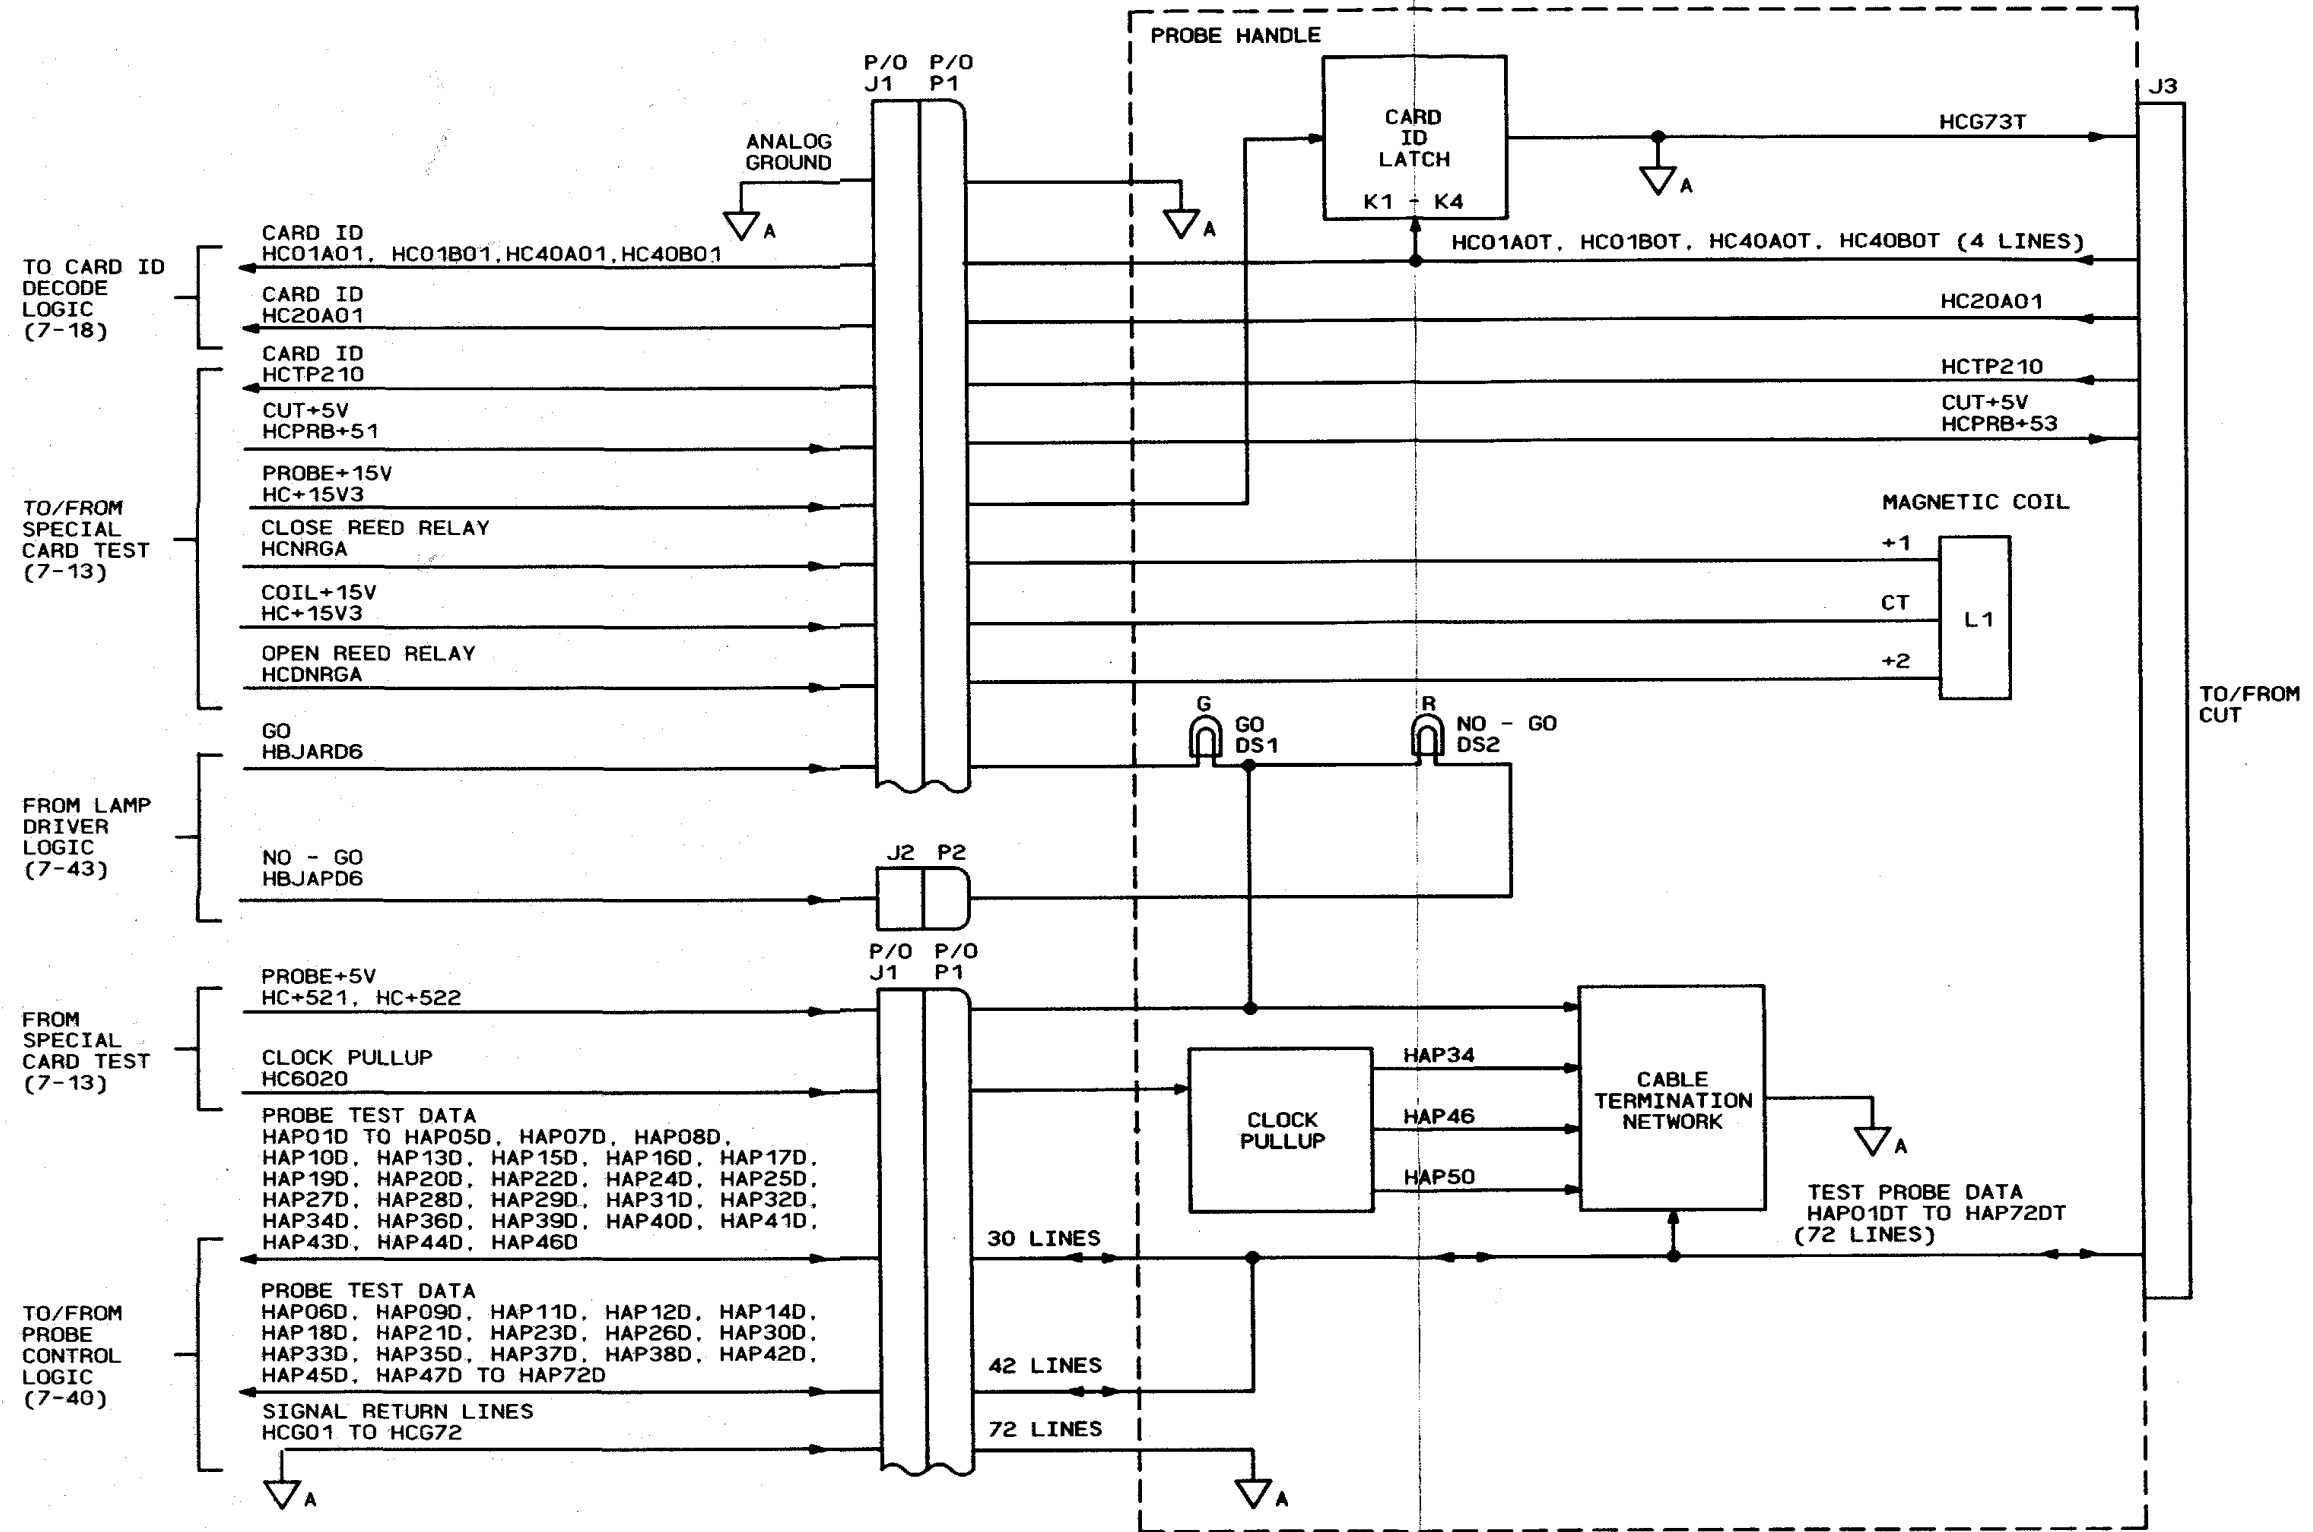 PROBE HANDLE
P/O P/O
J1 P1
J3
CARD
ID
LATCH
K1 - K4
HCG73T
A
ANALOG
GROUND
A
A
TO CARD ID
DECODE
LOGIC
(7-18)
CARD ID
HC01A01, HC01B01,HC40A01,HC40B01
HC01A0T, HC01B0T, HC40A0T, HC40B0T (4 LINES)
CARD ID
HC20A01
HC20A01
TO/FROM
SPECIAL
CARD TEST
(7-13)
CARD ID
HCTP210
HCTP210
CUT+5V
HCPRB+51
CUT+5V
HCPRB+53
PROBE+15V
HC+15V3
CLOSE REED RELAY
HCNRGA
COIL+15V
HC+15V3
OPEN REED RELAY
HCDNRGA
MAGNETIC COIL
+1
CT
+2
L1
TO/FROM
CUT
FROM LAMP
DRIVER
LOGIC
(7-43)
GO
HBJARD6
G
GO
DS1
R
NO - GO
DS2
NO - GO
HBJAPD6
J2 P2
P/O P/O
J1 P1
FROM
SPECIAL
CARD TEST
(7-13)
PROBE+5V
HC+521, HC+522
CLOCK PULLUP
HC6020
CLOCK
PULLUP
HAP34
HAP46
HAP50
CABLE
TERMINATION
NETWORK
A
TO/FROM
PROBE
CONTROL
LOGIC
(7-40)
PROBE TEST DATA
HAP01D TO HAP05D, HAP07D, HAP08D,
HAP10D, HAP13D, HAP15D, HAP16D, HAP17D,
HAP19D, HAP20D, HAP22D, HAP24D, HAP25D,
HAP27D, HAP28D, HAP29D, HAP31D, HAP32D,
HAP34D, HAP36D, HAP39D, HAP40D, HAP41D,
HAP43D, HAP44D, HAP46D
30 LINES
TEST PROBE DATA
HAP01DT TO HAP72DT
(72 LINES)
PROBE TEST DATA
HAP06D, HAP09D, HAP11D, HAP12D, HAP14D,
HAP18D, HAP21D, HAP23D, HAP26D, HAP30D,
HAP33D, HAP35D, HAP37D, HAP38D, HAP42D,
HAP45D, HAP47D TO HAP72D
42 LINES
SIGNAL RETURN LINES
HCG01 TO HCG72
72 LINES
A
A